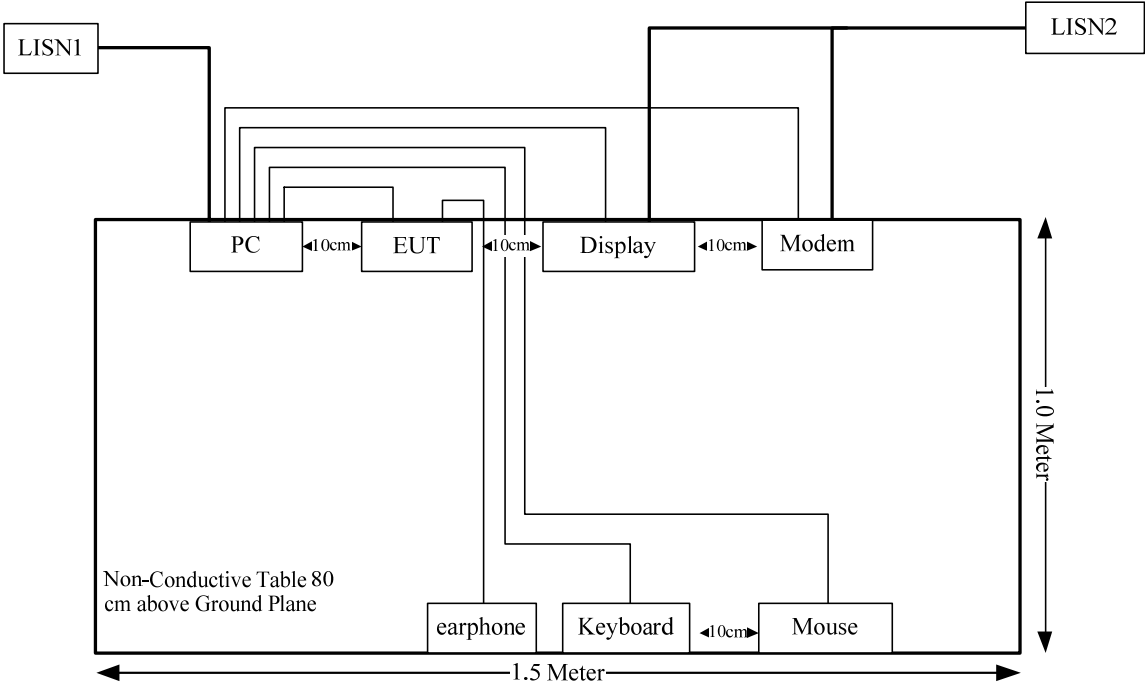 LISN1
LISN2
PC
10cm
EUT
10cm
Display
10cm
Modem
1.0 Meter
Non-Conductive Table 80
cm above Ground Plane
earphone
Keyboard
10cm
Mouse
1.5 Meter